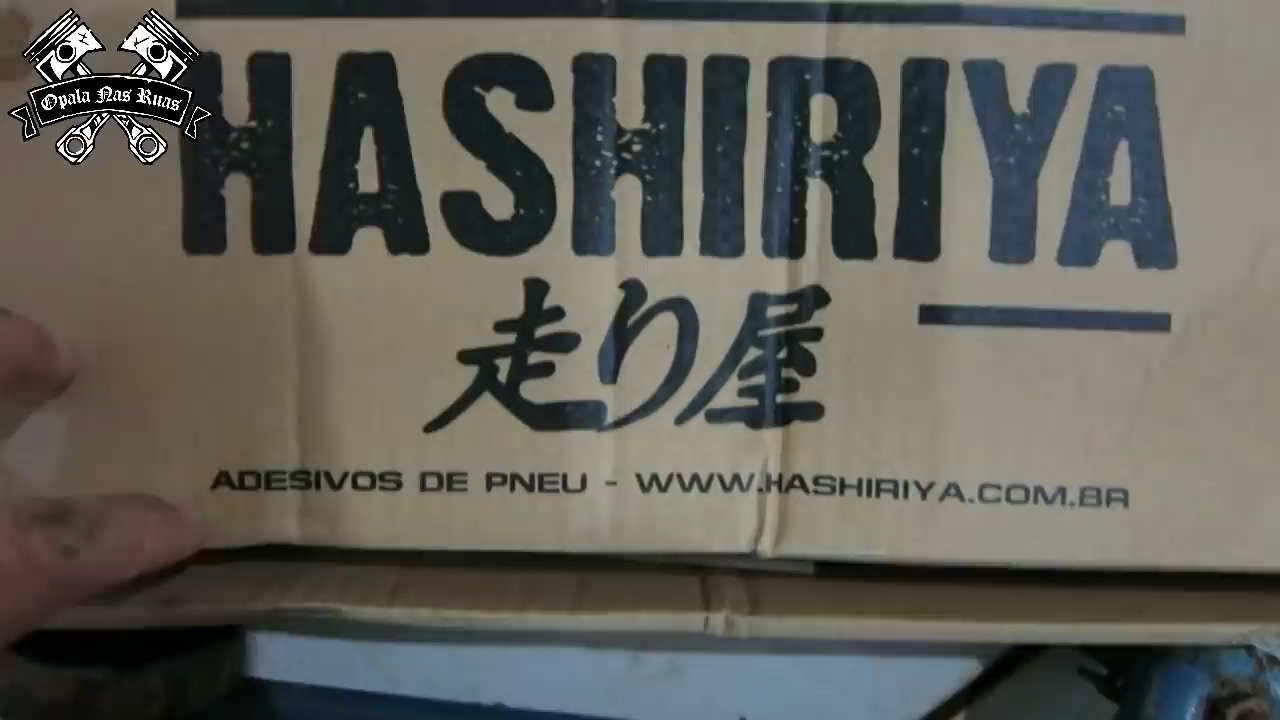 Opala Nas Ruas
HASHIRIYA
走り屋
ADESIVOS DE PNEU - WWW.HASHIRIYA.COM.BR